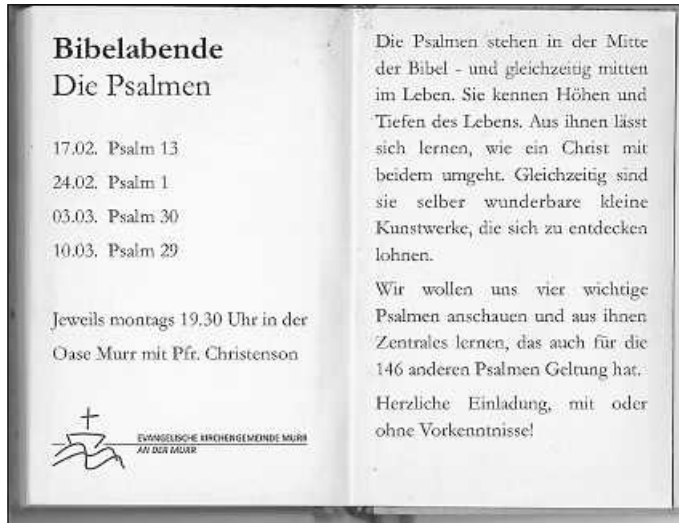 Bibelabende
Die Psalmen
17.02. Psalm 13
24.02. Psalm 1
03.03. Psalm 30
10.03. Psalm 29
Jeweils montags 19.30 Uhr in der
Oase Murr mit Pfr. Christenson
EVANGELISCHE KIRCHENGEMEINDE MURR
AN DER MURR
Die Psalmen stehen in der Mitte
der Bibel - und gleichzeitig mitten
im Leben. Sie kennen Höhen und
Tiefen des Lebens. Aus ihnen lässt
sich lernen, wie ein Christ mit
beidem umgeht. Gleichzeitig sind
sie selber wunderbare kleine
Kunstwerke, die sich zu entdecken
lohnen.
Wir wollen uns vier wichtige
Psalmen anschauen und aus ihnen
Zentrales lernen, das auch für die
146 anderen Psalmen Geltung hat.
Herzliche Einladung, mit oder
ohne Vorkenntnisse!